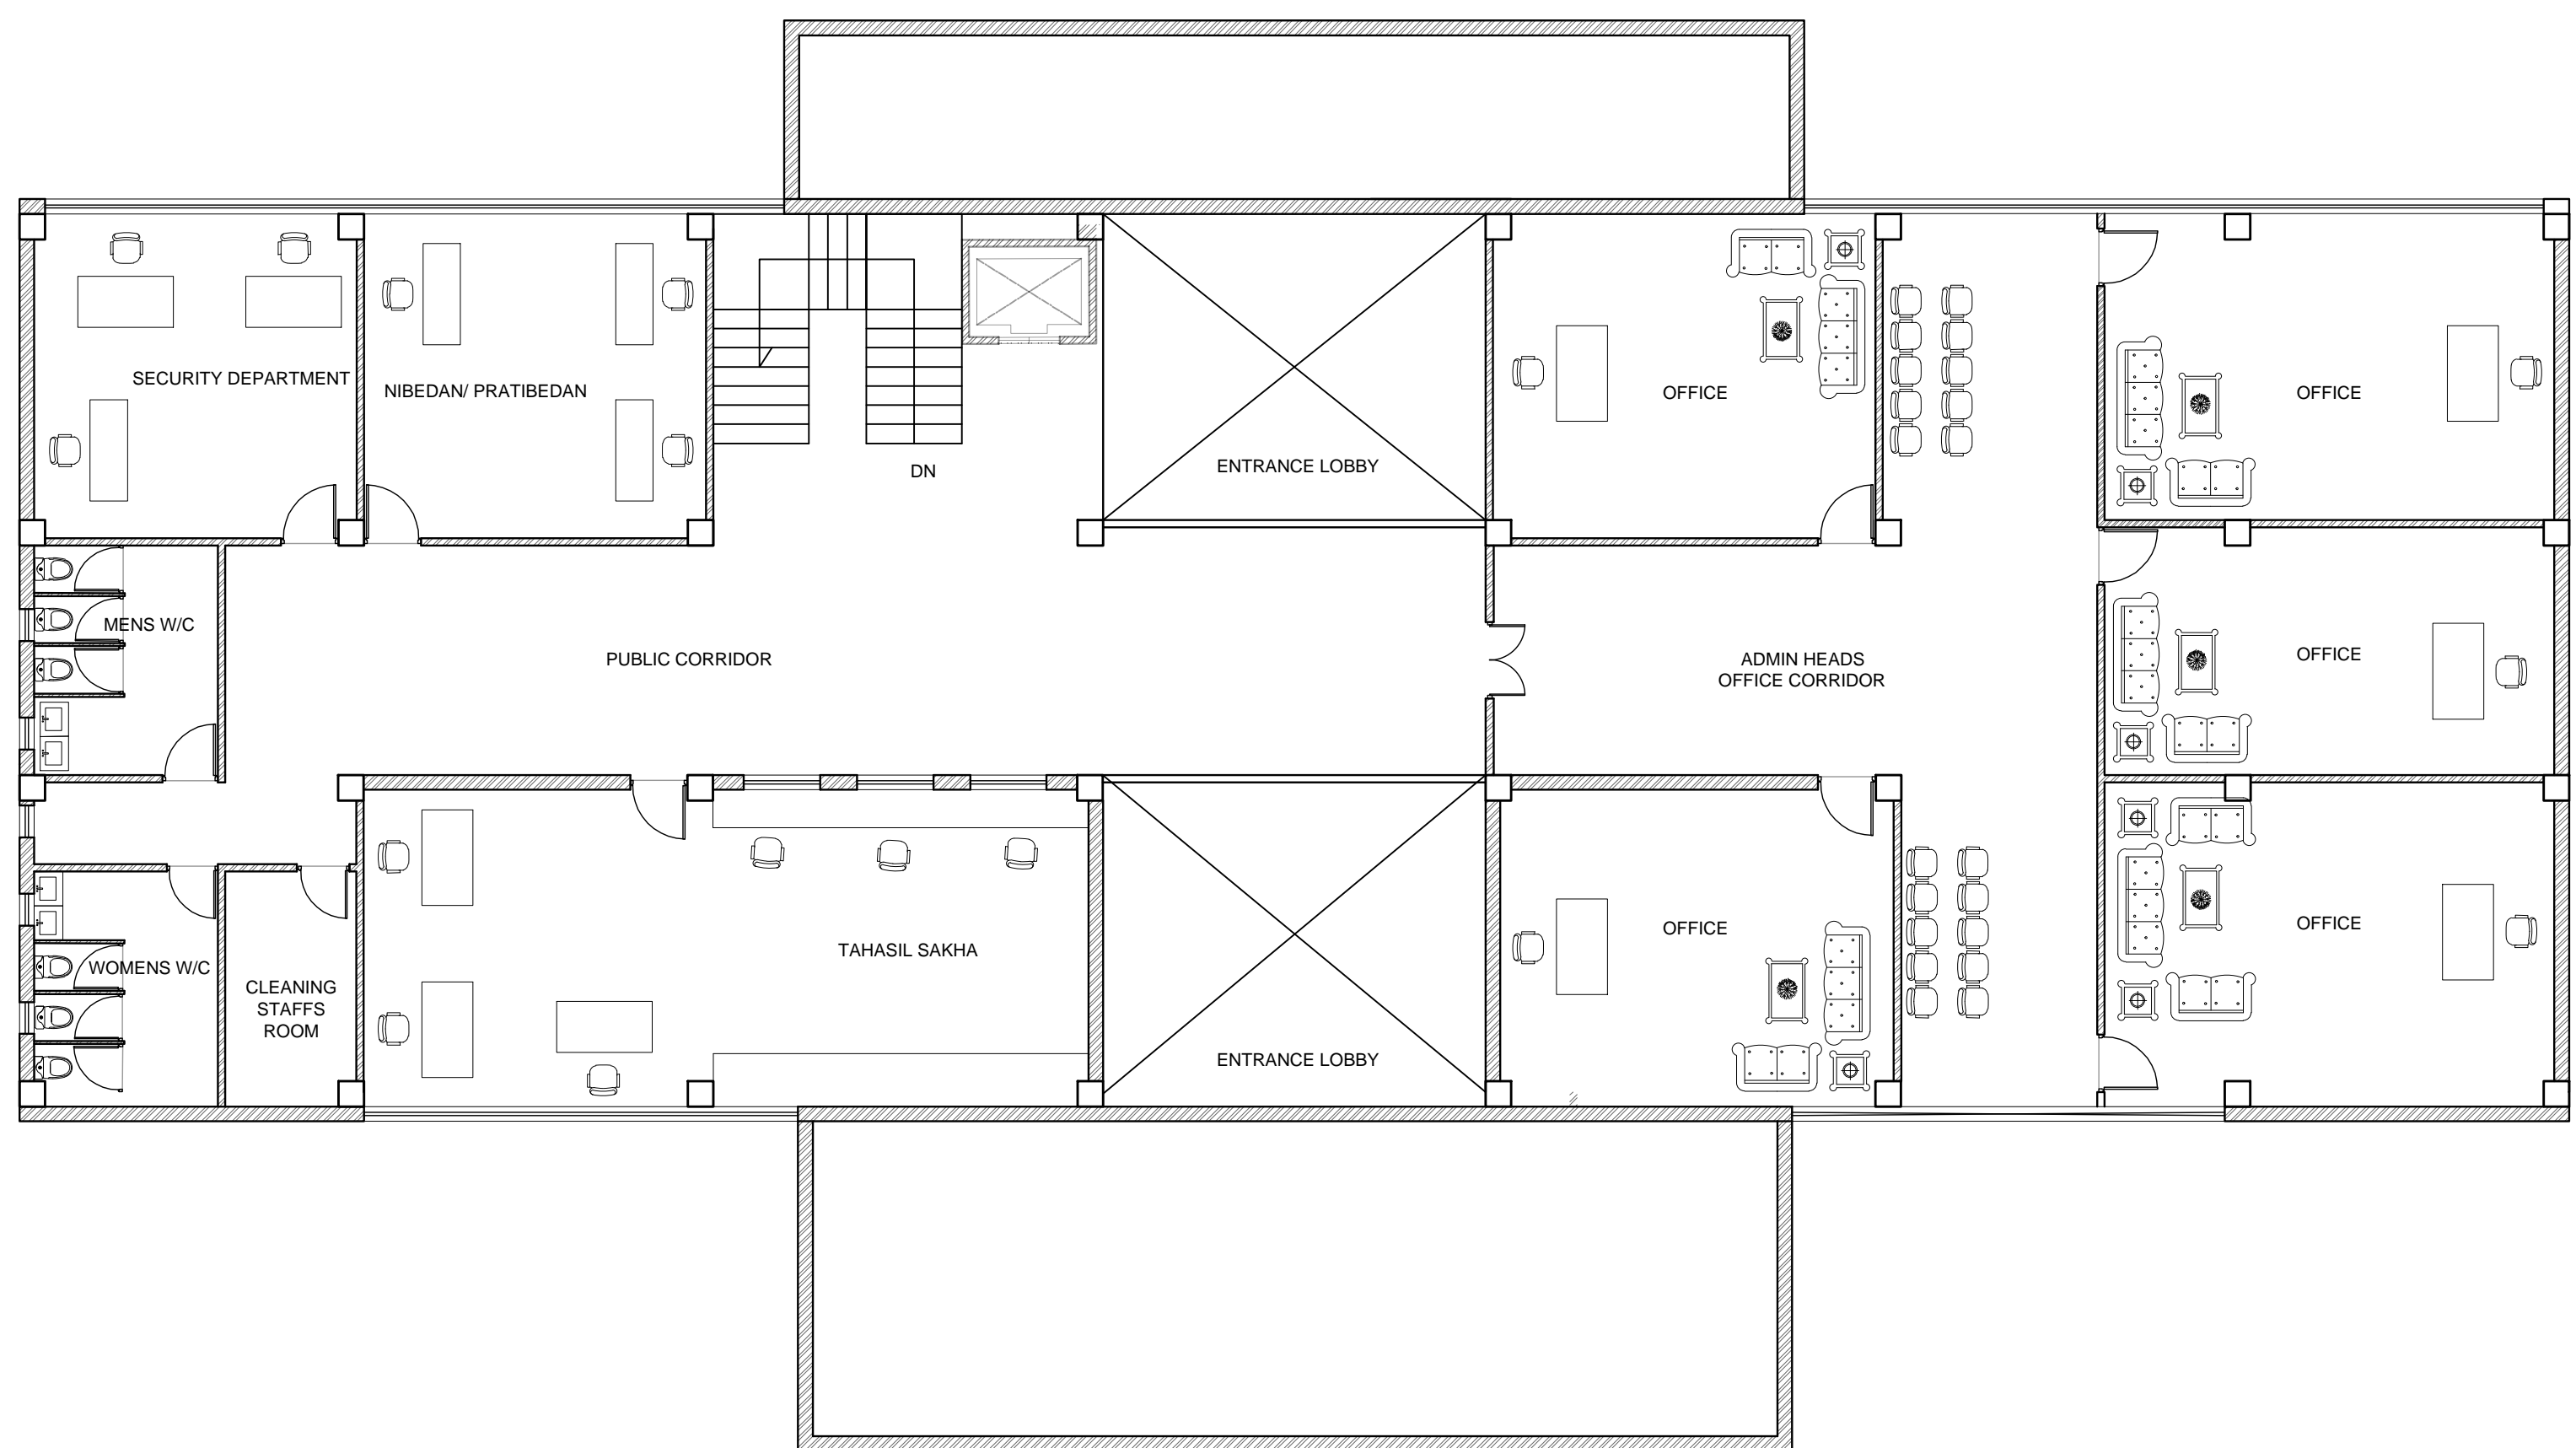 SECURITY DEPARTMENT
NIBEDAN/ PRATIBEDAN
DN
ENTRANCE LOBBY
OFFICE
OFFICE
MENS W/C
PUBLIC CORRIDOR
ADMIN HEADS
OFFICE CORRIDOR
OFFICE
WOMENS W/C
CLEANING
STAFFS
ROOM
TAHASIL SAKHA
ENTRANCE LOBBY
OFFICE
OFFICE